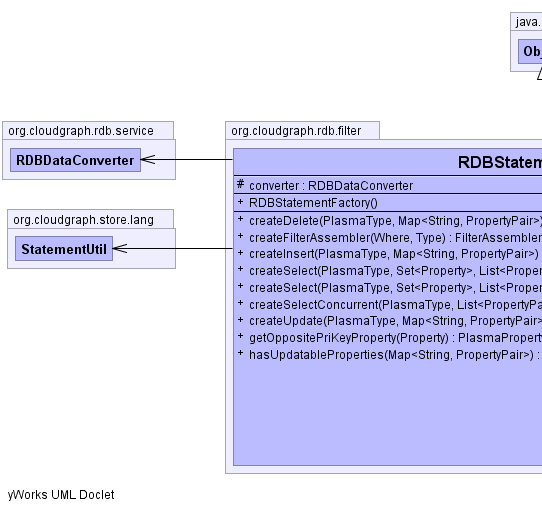 java.
Ob
org.cloudgraph.rdb.service
RDBDataConverter
org.cloudgraph.store.lang
StatementUtil
org.cloudgraph.rdb.filter
RDBStatem
# converter : RDBDataConverter
+ RDBStatementFactory()
+ createDelete(PlasmaType, Map<String, PropertyPair>)
+ createFilterAssembler(Where, Type) : FilterAssembler
+ createInsert(PlasmaType, Map<String, PropertyPair>)
+ createSelect(PlasmaType, Set<Property>, List<Proper
+ createSelect(PlasmaType, Set<Property>, List<Proper
+ createSelectConcurrent(PlasmaType, List<PropertyPa
+ createUpdate(PlasmaType, Map<String, PropertyPair>
+ getOppositePriKeyProperty(Property) : PlasmaProperty
+ hasUpdatableProperties(Map<String, PropertyPair>) :
yWorks UML Doclet